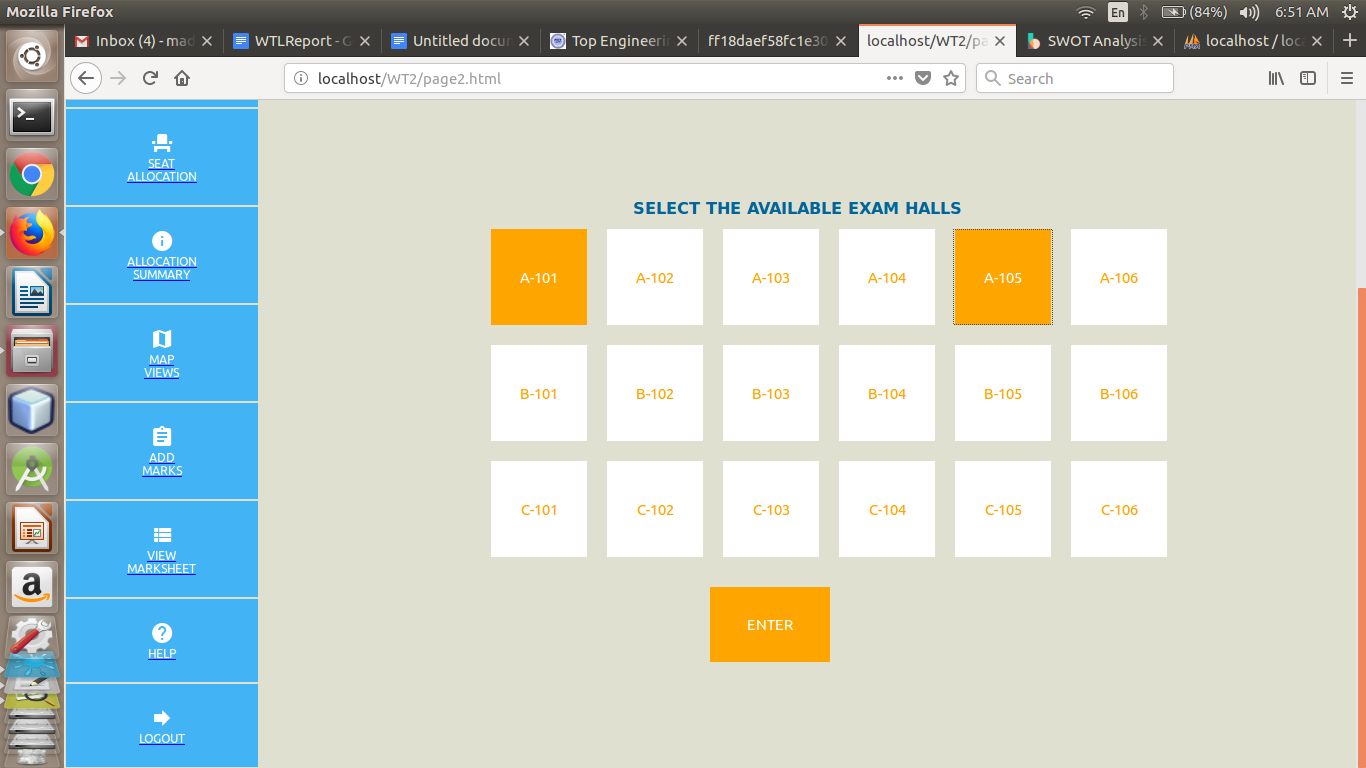 Mozilla Firefox
En
(84%)
6:51 AM
Inbox (4) - mad
WTLReport - G
Untitled docum
Top Engineerin
ff18daef58fc1e30
localhost/WT2/pa
SWOT Analysis
localhost / loca
localhost/WT2/page2.html
Search
SEAT
ALLOCATION
ALLOCATION
SUMMARY
MAP
VIEWS
ADD
MARKS
VIEW
MARKSHEET
HELP
LOGOUT
SELECT THE AVAILABLE EXAM HALLS
A-101 A-102 A-103 A-104 A-105 A-106
B-101 B-102 B-103 B-104 B-105 B-106
C-101 C-102 C-103 C-104 C-105 C-106
ENTER